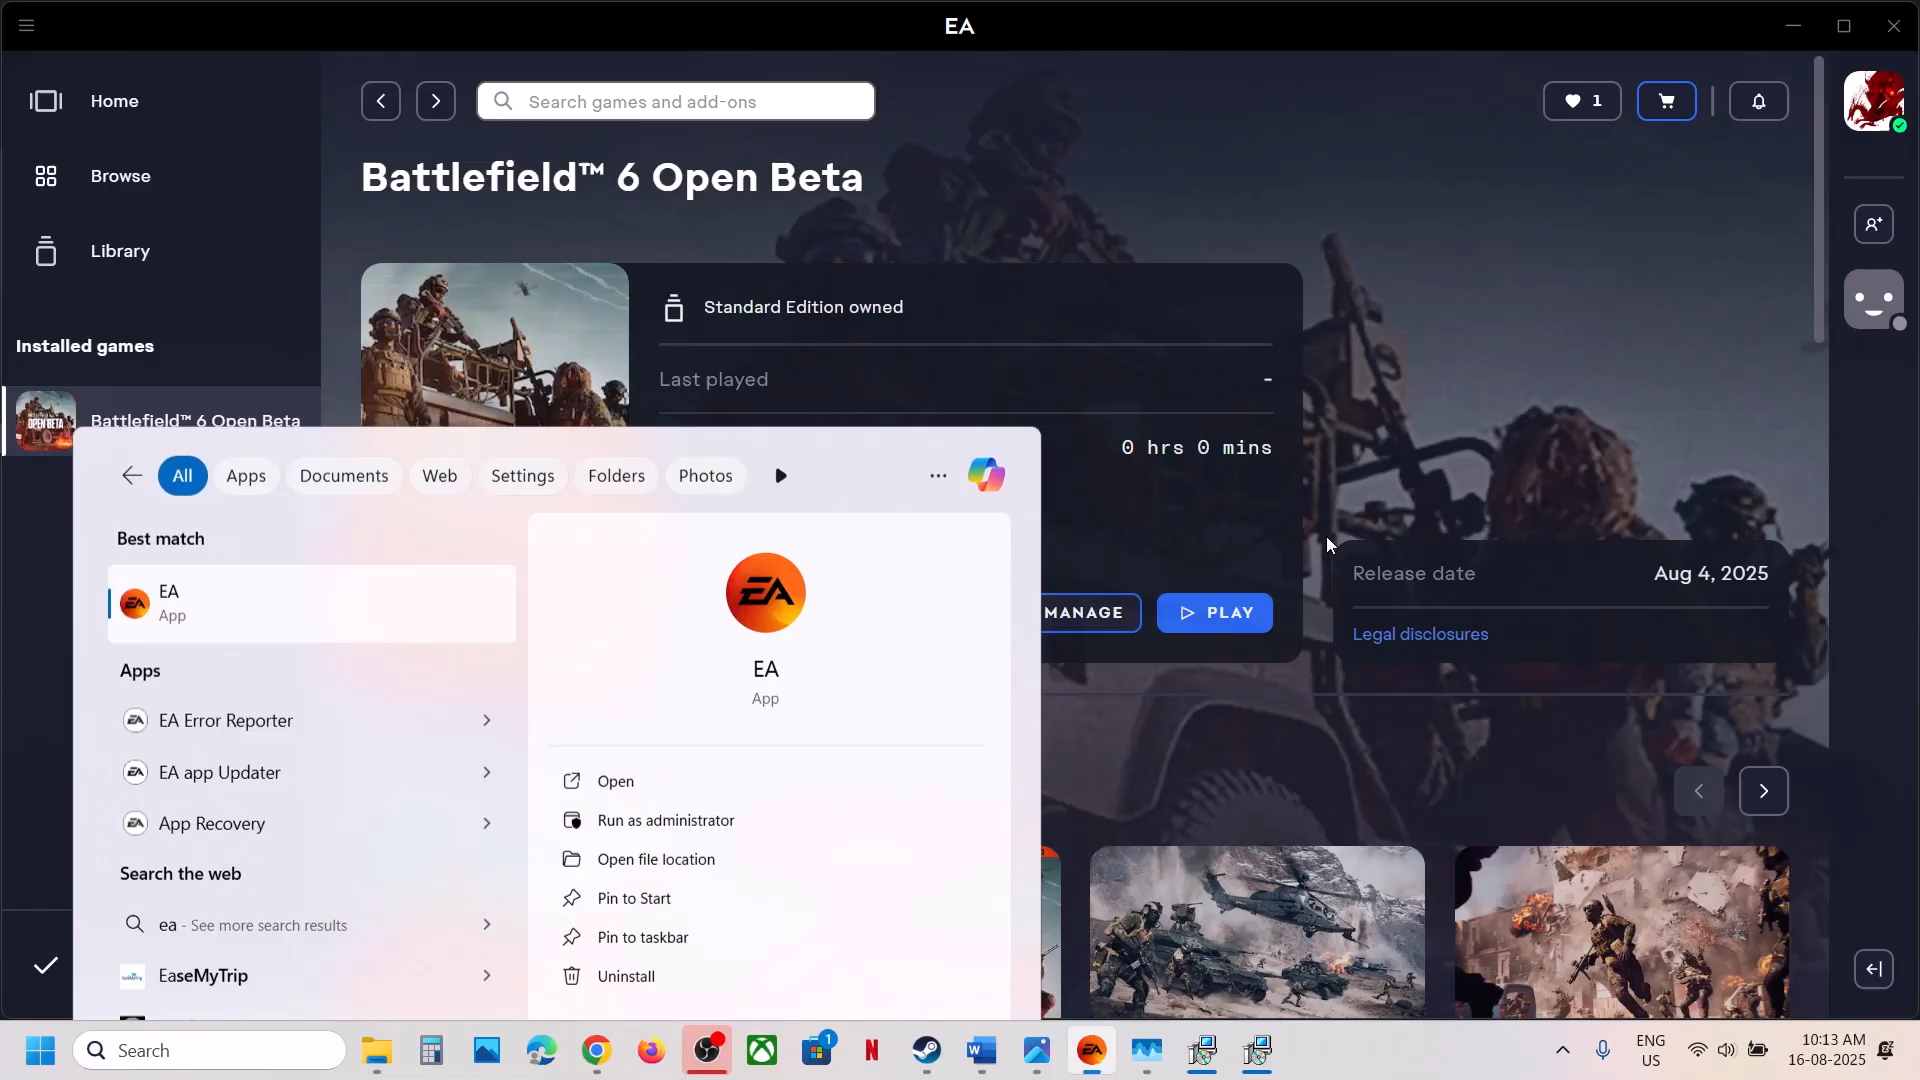 EA
Home
Browse
Library
Installed games
Battlefield™ 6 Open Beta
Search games and add-ons
1
Battlefield™ 6 Open Beta
Standard Edition owned
Last played -
0 hrs 0 mins
MANAGE
PLAY
Release date Aug 4, 2025
Legal disclosures
All Apps Documents Web Settings Folders Photos
Best match
EA
App
Apps
EA Error Reporter
EA app Updater
App Recovery
Search the web
ea - See more search results
EaseMyTrip
EA
App
Open
Run as administrator
Open file location
Pin to Start
Pin to taskbar
Uninstall
Search
1
ENG
US
10:13 AM
16-08-2025